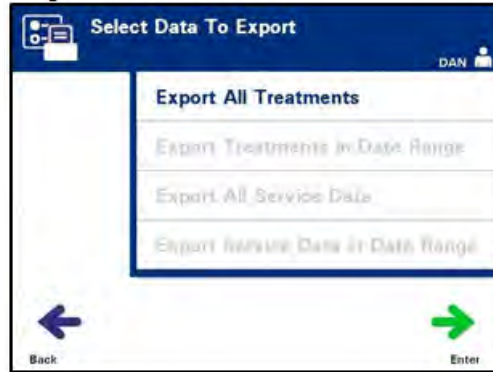 Select Data To Export
DAN
Export All Treatments
Export Treatments in Date Range
Export All Service Data
Export Service Data in Date Range
Back
Enter